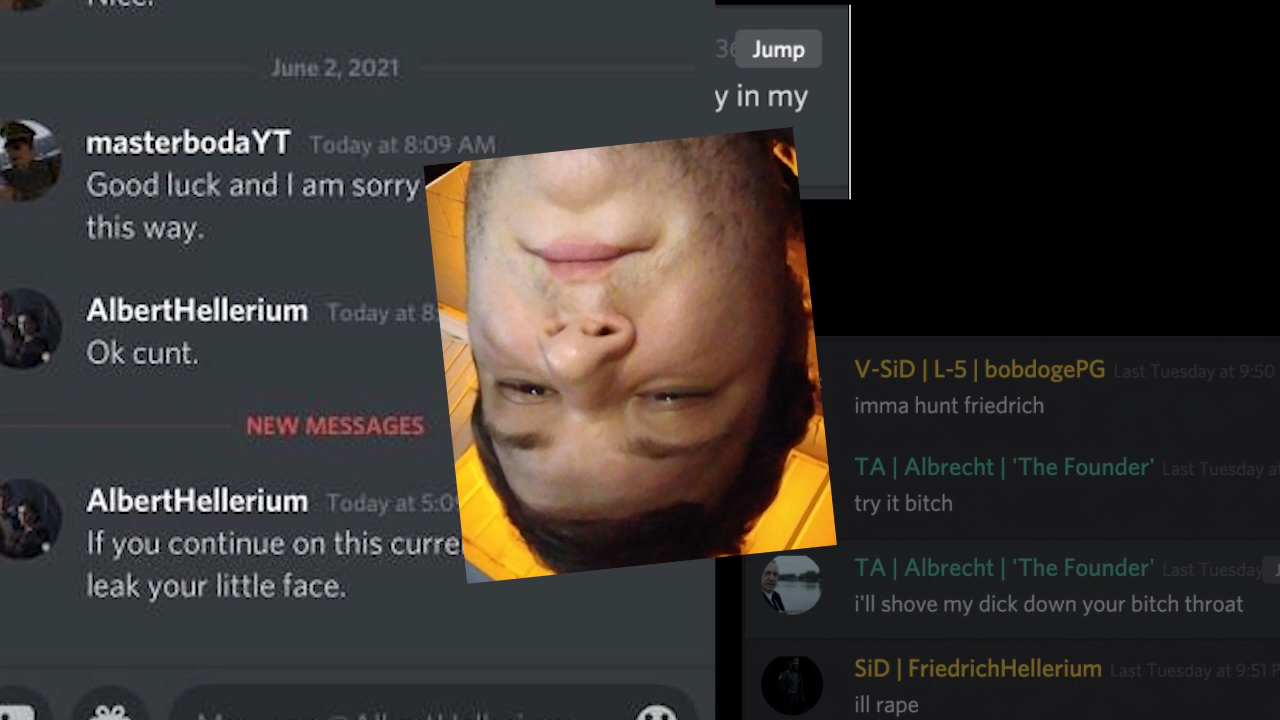 Nice.
June 2, 2021
masterbodaYT Today at 8:09 AM
Good luck and I am sorry
this way.
AlbertHellerium Today at 8
Ok cunt.
NEW MESSAGES
AlbertHellerium Today at 5:09
If you continue on this curre
leak your little face.
Jump
y in my
V-SiD | L-5 | bobdogePG Last Tuesday at 9:50
imma hunt friedrich
TA | Albrecht | 'The Founder' Last Tuesday a
try it bitch
TA | Albrecht | 'The Founder' Last Tuesday
i'll shove my dick down your bitch throat
SiD | FriedrichHellerium Last Tuesday at 9:51 P
ill rape